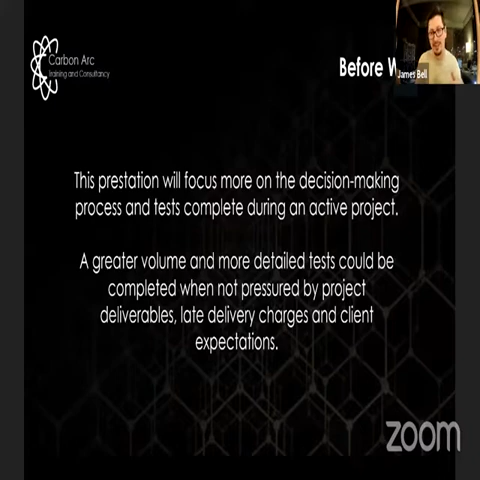 Carbon Arc
Training and Consultancy
Before
James Bell
This prestation will focus more on the decision-making
process and tests complete during an active project.
A greater volume and more detailed tests could be
completed when not pressured by project
deliverables, late delivery charges and client
expectations.
zoom